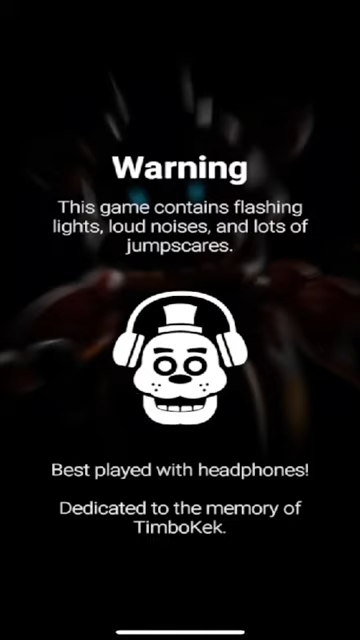 Warning
This game contains flashing
lights, loud noises, and lots of
jumpscares.
Best played with headphones!
Dedicated to the memory of
TimboKek.